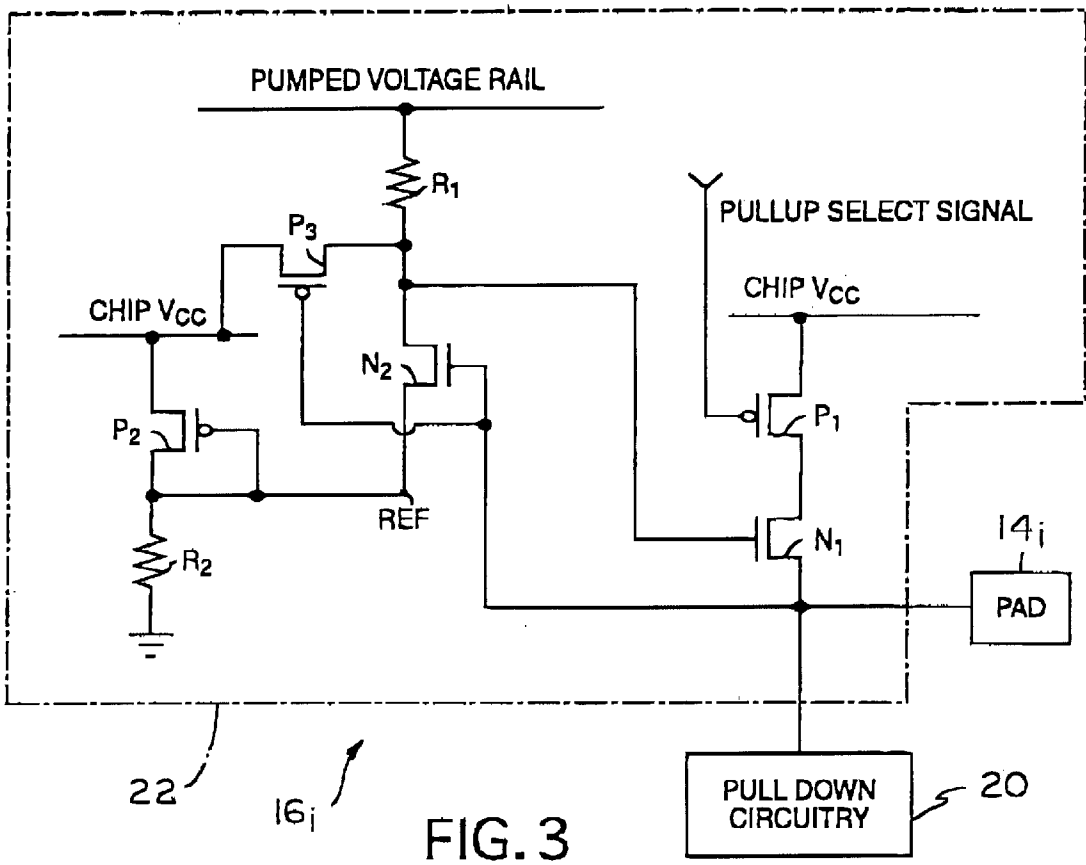 PUMPED VOLTAGE RAIL
R1
P3
PULLUP SELECT SIGNAL
CHIP VCC
CHIP VCC
N2
P2
P1
REF
N1
14i
R2
PAD
22
16i
PULL DOWN
CIRCUITRY
20
FIG. 3